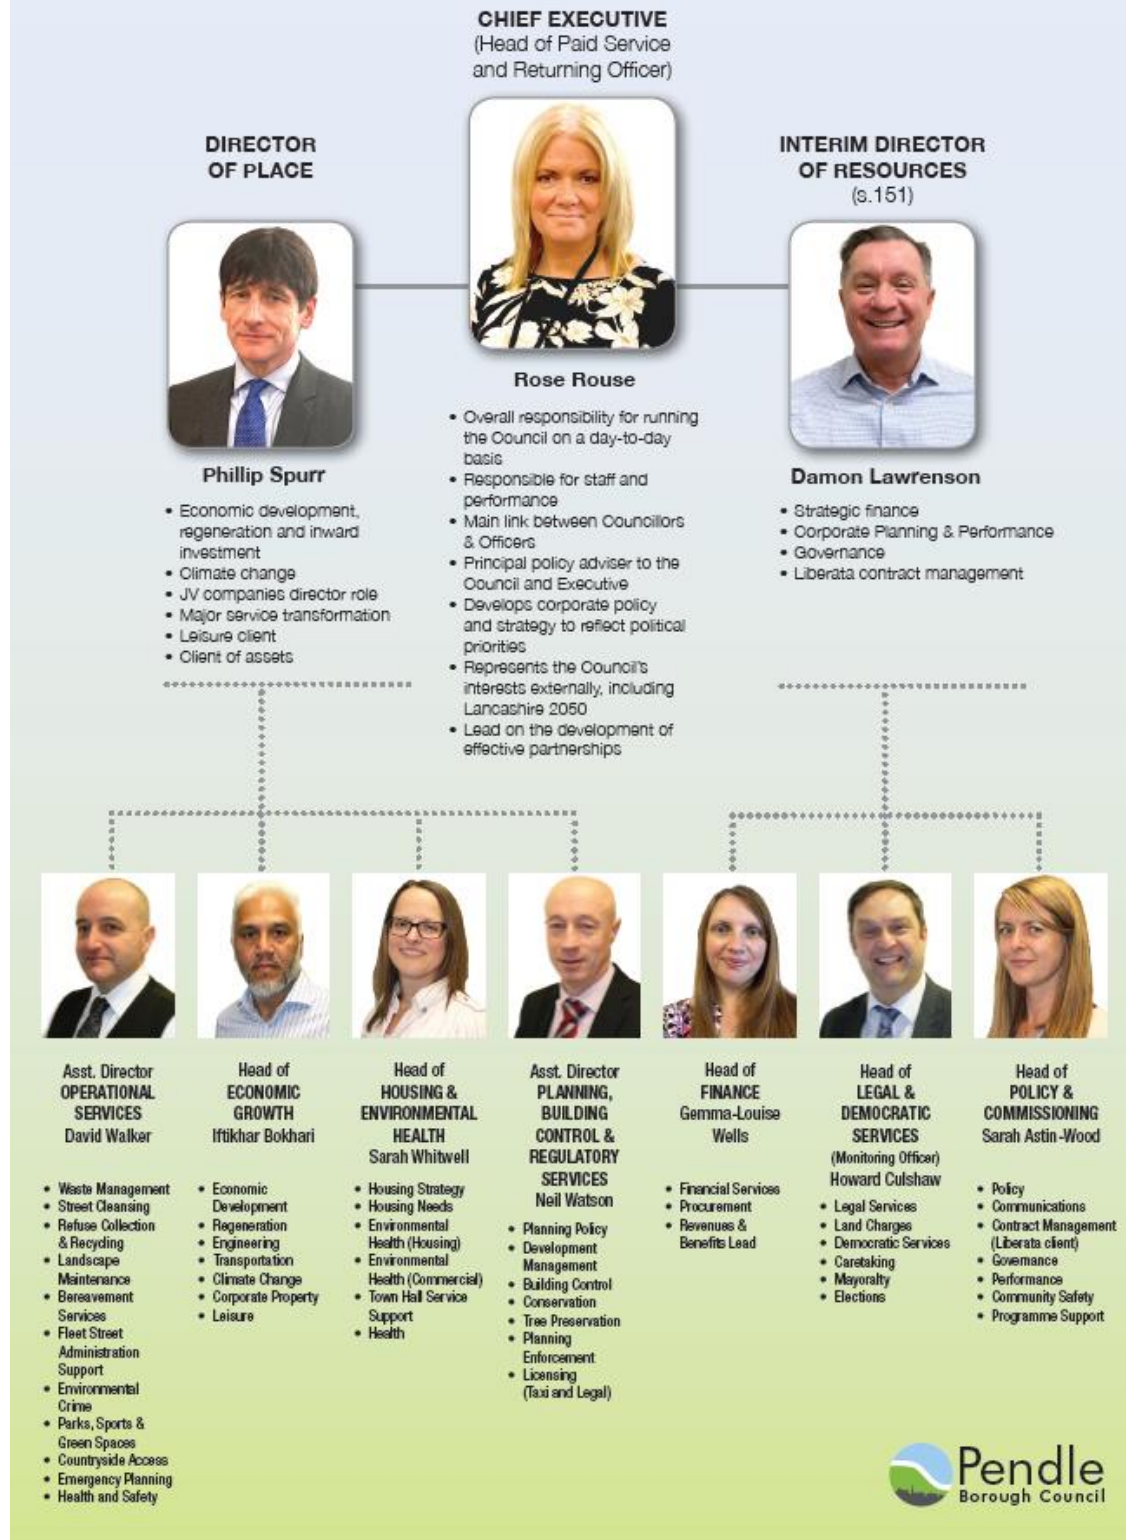 CHIEF EXECUTIVE
(Head of Paid Service
and Returning Officer)
DIRECTOR
OF PLACE
INTERIM DIRECTOR
OF RESOURCES
(s.151)
Rose Rouse
• Overall responsibility for running
the Council on a day-to-day
basis
• Responsible for staff and
performance
• Main link between Councillors
& Officers
• Principal policy adviser to the
Council and Executive
• Develops corporate policy
and strategy to reflect political
priorities
• Represents the Council's
interests externally, including
Lancashire 2050
• Lead on the development of
effective partnerships
Phillip Spurr
• Economic development,
regeneration and inward
investment
• Climate change
• JV companies director role
• Major service transformation
• Leisure client
• Client of assets
Damon Lawrenson
• Strategic finance
• Corporate Planning & Performance
• Governance
• Liberata contract management
Asst. Director
OPERATIONAL
SERVICES
David Walker
• Waste Management
• Street Cleansing
• Refuse Collection
& Recycling
• Landscape
Maintenance
• Bereavement
Services
• Fleet Street
Administration
Support
• Environmental
Crime
• Parks, Sports &
Green Spaces
• Countryside Access
• Emergency Planning
• Health and Safety
Head of
ECONOMIC
GROWTH
Iftikhar Bokhari
• Economic
Development
• Regeneration
• Engineering
• Transportation
• Climate Change
• Corporate Property
• Leisure
Head of
HOUSING &
ENVIRONMENTAL
HEALTH
Sarah Whitwell
• Housing Strategy
• Housing Needs
• Environmental
Health (Housing)
• Environmental
Health (Commercial)
• Town Hall Service
Support
• Health
Asst. Director
PLANNING,
BUILDING
CONTROL &
REGULATORY
SERVICES
Neil Watson
• Planning Policy
• Development
Management
• Building Control
• Conservation
• Tree Preservation
• Planning
Enforcement
• Licensing
(Taxi and Legal)
Head of
FINANCE
Gemma-Louise
Wells
• Financial Services
• Procurement
• Revenues &
Benefits Lead
Head of
LEGAL &
DEMOCRATIC
SERVICES
(Monitoring Officer)
Howard Culshaw
• Legal Services
• Land Charges
• Democratic Services
• Caretaking
• Mayoralty
• Elections
Head of
POLICY &
COMMISSIONING
Sarah Astin-Wood
• Policy
• Communications
• Contract Management
(Liberata client)
• Governance
• Performance
• Community Safety
• Programme Support
Pendle
Borough Council